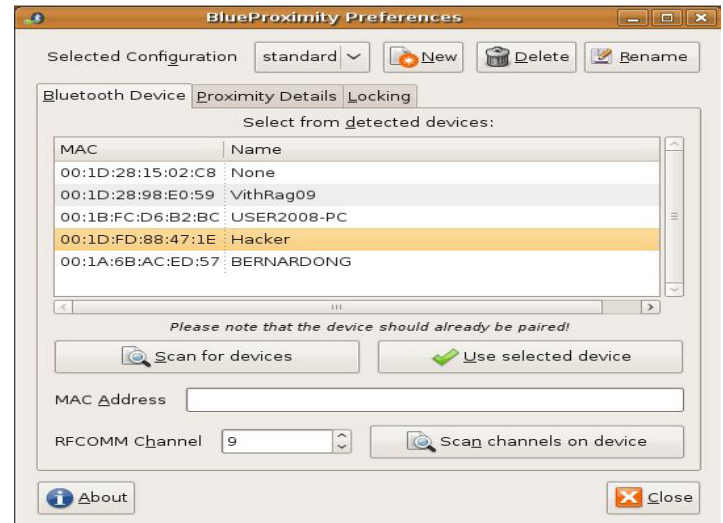 BlueProximity Preferences
Selected Configuration standard New Delete Rename
Bluetooth Device Proximity Details Locking
Select from detected devices:
MAC Name
00:1D:28:15:02:C8 None
00:1D:28:98:E0:59 VithRag09
00:1B:FC:D6:B2:BC USER2008-PC
00:1D:FD:88:47:1E Hacker
00:1A:6B:AC:ED:57 BERNARDONG
Please note that the device should already be paired!
Scan for devices Use selected device
MAC Address
RFCOMM Channel 9 Scan channels on device
About Close